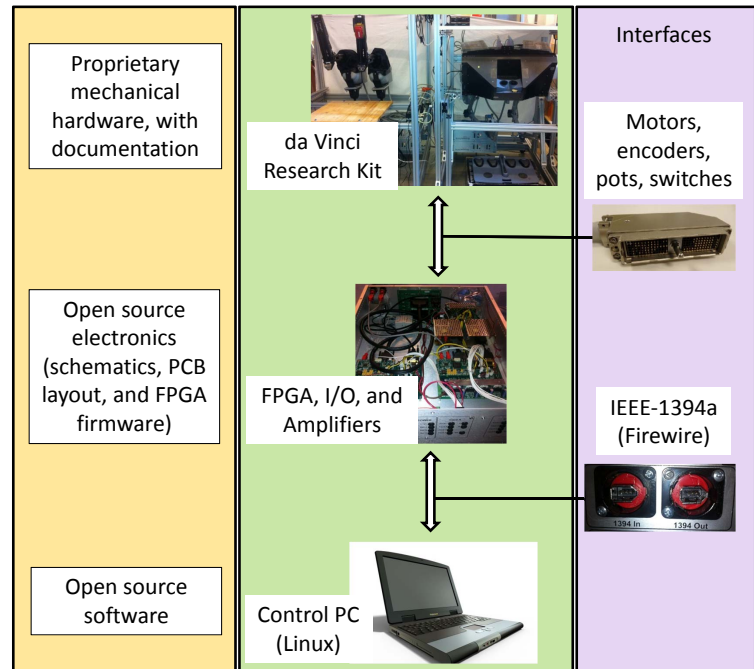 Proprietary
mechanical
hardware, with
documentation
Open source
electronics
(schematics, PCB
layout, and FPGA
firmware)
Open source
software
da Vinci
Research Kit
FPGA, I/O, and
Amplifiers
Control PC
(Linux)
Interfaces
Motors,
encoders,
pots, switches
IEEE-1394a
(Firewire)
1394 In
1394 Out